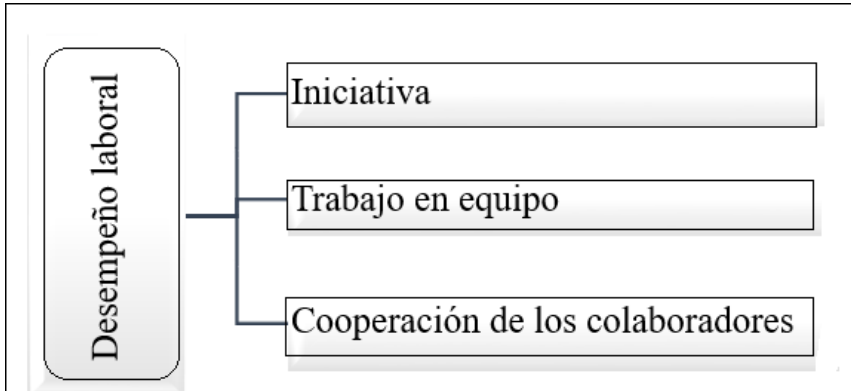 Desempeño laboral
Iniciativa
Trabajo en equipo
Cooperación de los colaboradores